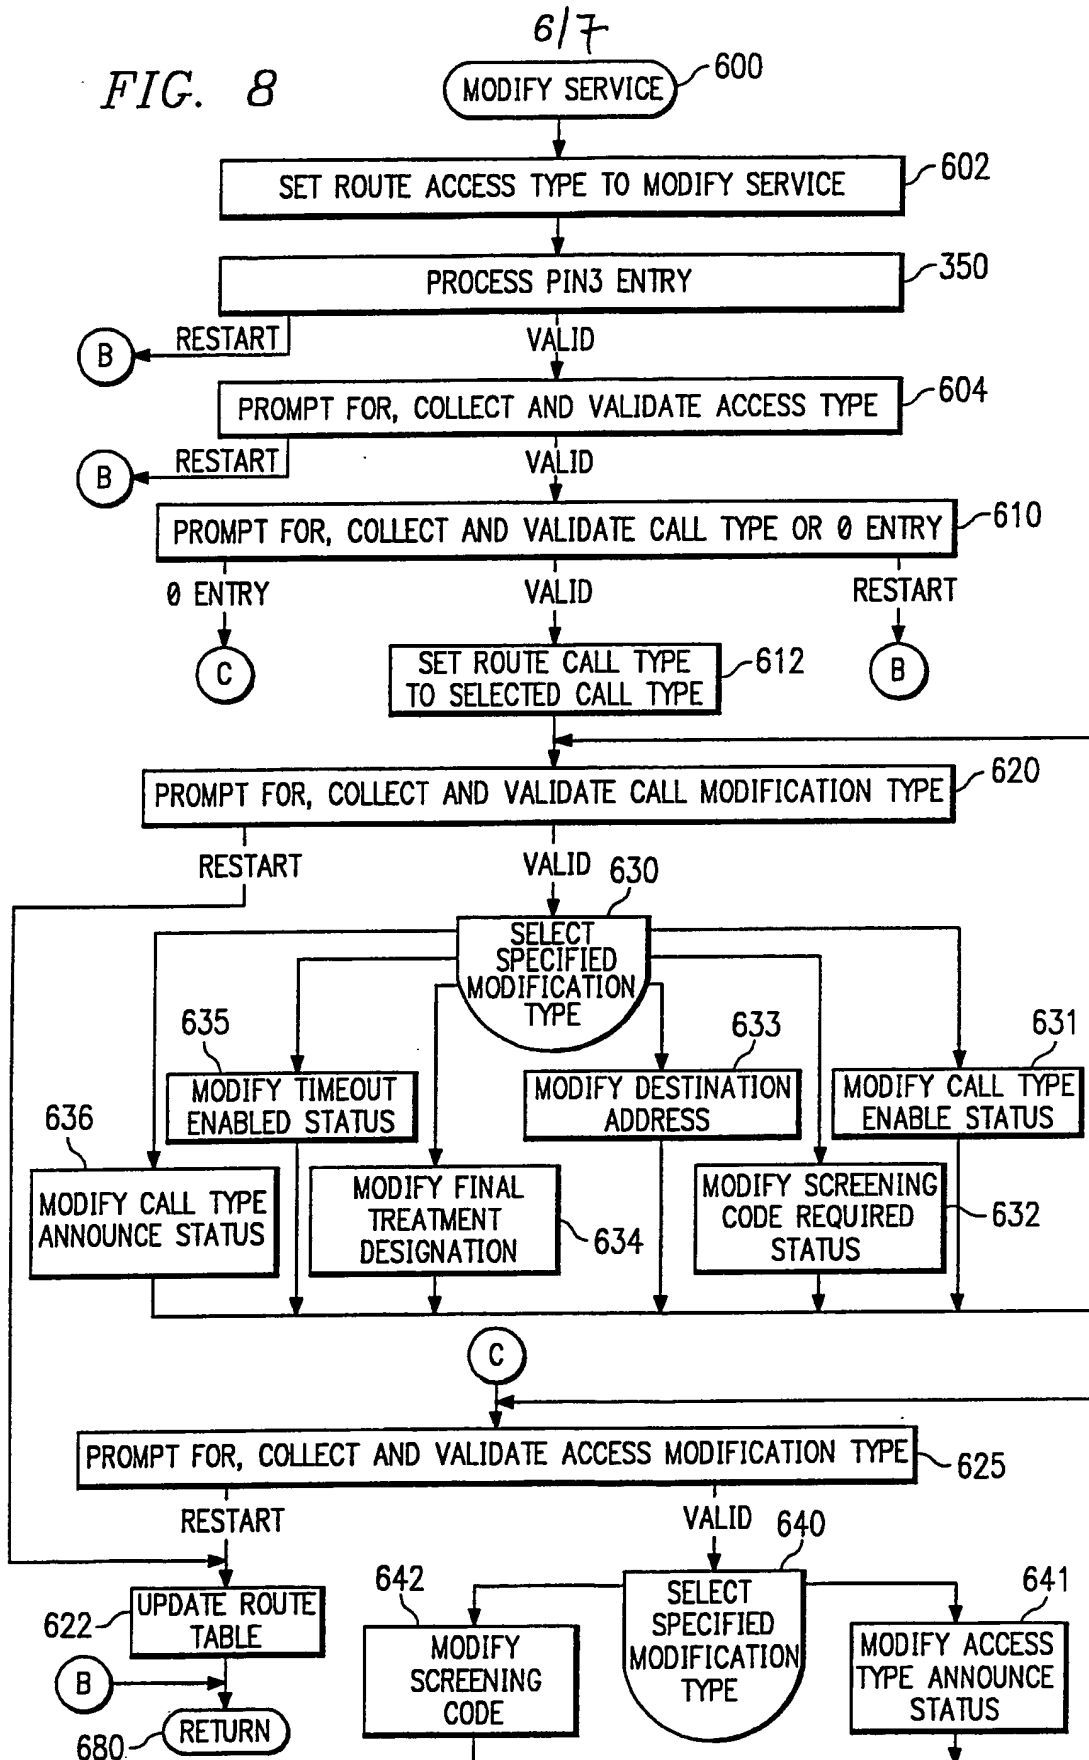 6/7
FIG. 8
MODIFY SERVICE
600
SET ROUTE ACCESS TYPE TO MODIFY SERVICE
602
PROCESS PIN3 ENTRY
350
RESTART
VALID
B
PROMPT FOR, COLLECT AND VALIDATE ACCESS TYPE
604
RESTART
VALID
B
PROMPT FOR, COLLECT AND VALIDATE CALL TYPE OR 0 ENTRY
610
0 ENTRY
VALID
RESTART
C
SET ROUTE CALL TYPE
TO SELECTED CALL TYPE
612
B
PROMPT FOR, COLLECT AND VALIDATE CALL MODIFICATION TYPE
620
RESTART
VALID
630
SELECT
SPECIFIED
MODIFICATION
TYPE
635
633
631
MODIFY TIMEOUT
ENABLED STATUS
MODIFY DESTINATION
ADDRESS
MODIFY CALL TYPE
ENABLE STATUS
636
MODIFY CALL TYPE
ANNOUNCE STATUS
MODIFY FINAL
TREATMENT
DESIGNATION
634
MODIFY SCREENING
CODE REQUIRED
STATUS
632
C
PROMPT FOR, COLLECT AND VALIDATE ACCESS MODIFICATION TYPE
625
RESTART
VALID
640
642
641
622
UPDATE ROUTE
TABLE
MODIFY
SCREENING
CODE
SELECT
SPECIFIED
MODIFICATION
TYPE
MODIFY ACCESS
TYPE ANNOUNCE
STATUS
B
680
RETURN